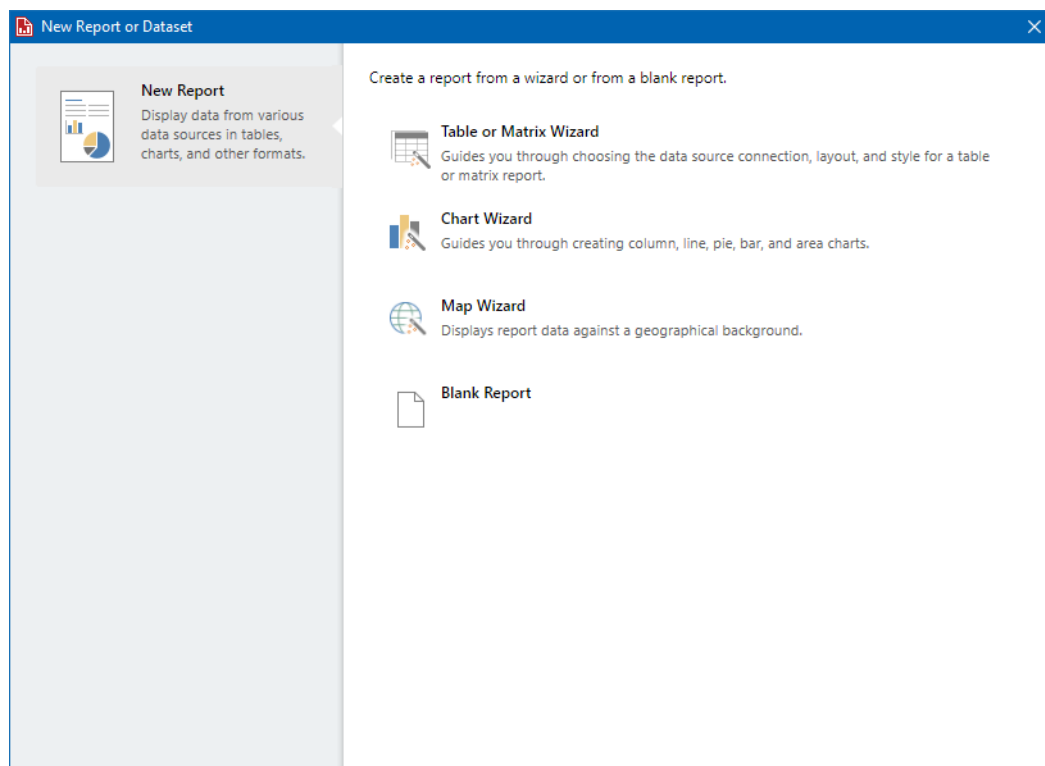 New Report or Dataset
New Report
Display data from various
data sources in tables,
charts, and other formats.
Create a report from a wizard or from a blank report.
Table or Matrix Wizard
Guides you through choosing the data source connection, layout, and style for a table
or matrix report.
Chart Wizard
Guides you through creating column, line, pie, bar, and area charts.
Map Wizard
Displays report data against a geographical background.
Blank Report